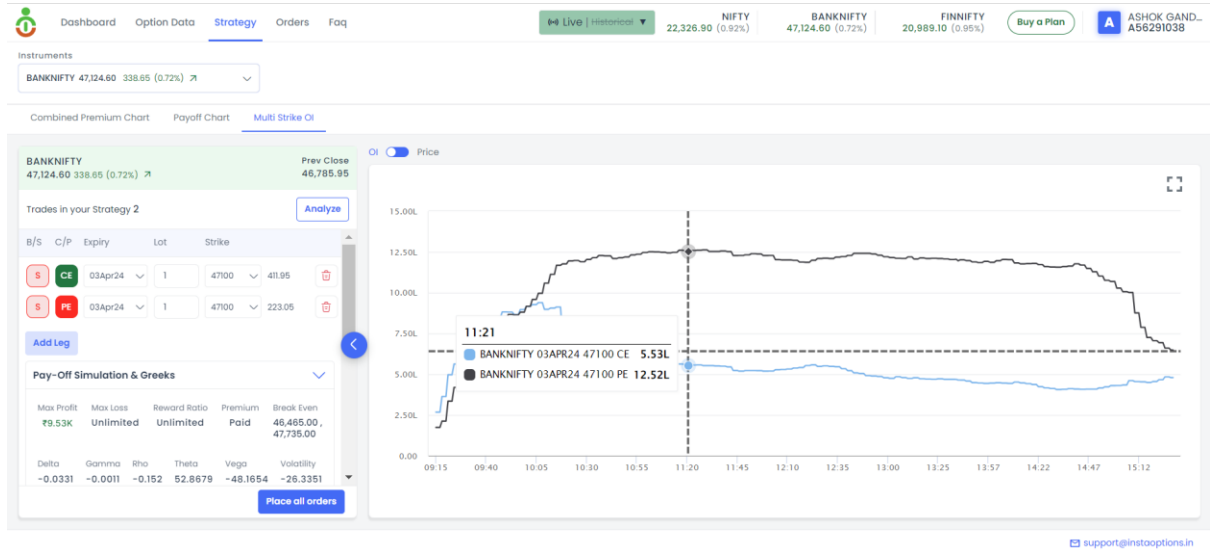 Dashboard Option Data Strategy Orders Faq Live | Historical ▼ NIFTY 22,326.90 (0.92%) BANKNIFTY 47,124.60 (0.72%) FINNIFTY 20,989.10 (0.95%) Buy a Plan A ASHOK GAND... A56291038
Instruments
BANKNIFTY 47,124.60 338.65 (0.72%)
Combined Premium Chart Payoff Chart Multi Strike OI
BANKNIFTY Prev Close
47,124.60 338.65 (0.72%) 46,785.95
Trades in your Strategy 2 Analyze
B/S C/P Expiry Lot Strike
S CE 03Apr24 1 47100 411.95
S PE 03Apr24 1 47100 223.05
Add Leg
Pay-Off Simulation & Greeks
Max Profit Max Loss Reward Ratio Premium Break Even
₹9.53K Unlimited Unlimited Paid 46,465.00 ,
47,735.00
Delta Gamma Rho Theta Vega Volatility
-0.0331 -0.0011 -0.152 52.8679 -48.1654 -26.3351
Place all orders
OI Price
15.00L
12.50L
10.00L
7.50L
5.00L
2.50L
0.00
11:21
BANKNIFTY 03APR24 47100 CE 5.53L
BANKNIFTY 03APR24 47100 PE 12.52L
09:15 09:40 10:05 10:30 10:55 11:20 11:45 12:10 12:35 13:00 13:25 13:57 14:22 14:47 15:12
support@instaoptions.in